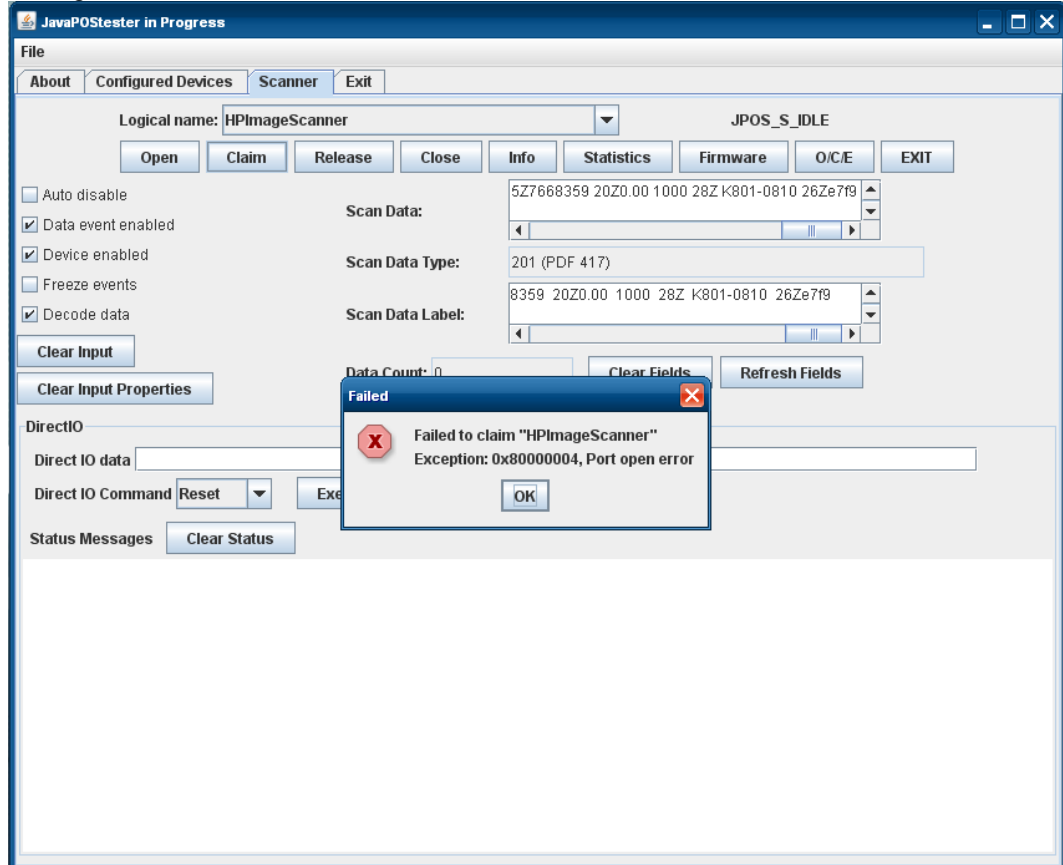 JavaPOStester in Progress
File
About Configured Devices Scanner Exit
Logical name: HPImageScanner JPOS_S_IDLE
Open Claim Release Close Info Statistics Firmware O/C/E EXIT
Auto disable
Data event enabled
Device enabled
Freeze events
Decode data
Clear Input
Clear Input Properties
Scan Data: 5Z7668359 20Z0.00 1000 28Z K801-0810 26Ze7f9
Scan Data Type: 201 (PDF 417)
Scan Data Label: 8359 20Z0.00 1000 28Z K801-0810 26Ze7f9
Data Count: 0 Clear Fields Refresh Fields
Failed
Failed to claim "HPImageScanner"
Exception: 0x80000004, Port open error
OK
DirectIO
Direct IO data
Direct IO Command Reset Exe
Status Messages Clear Status